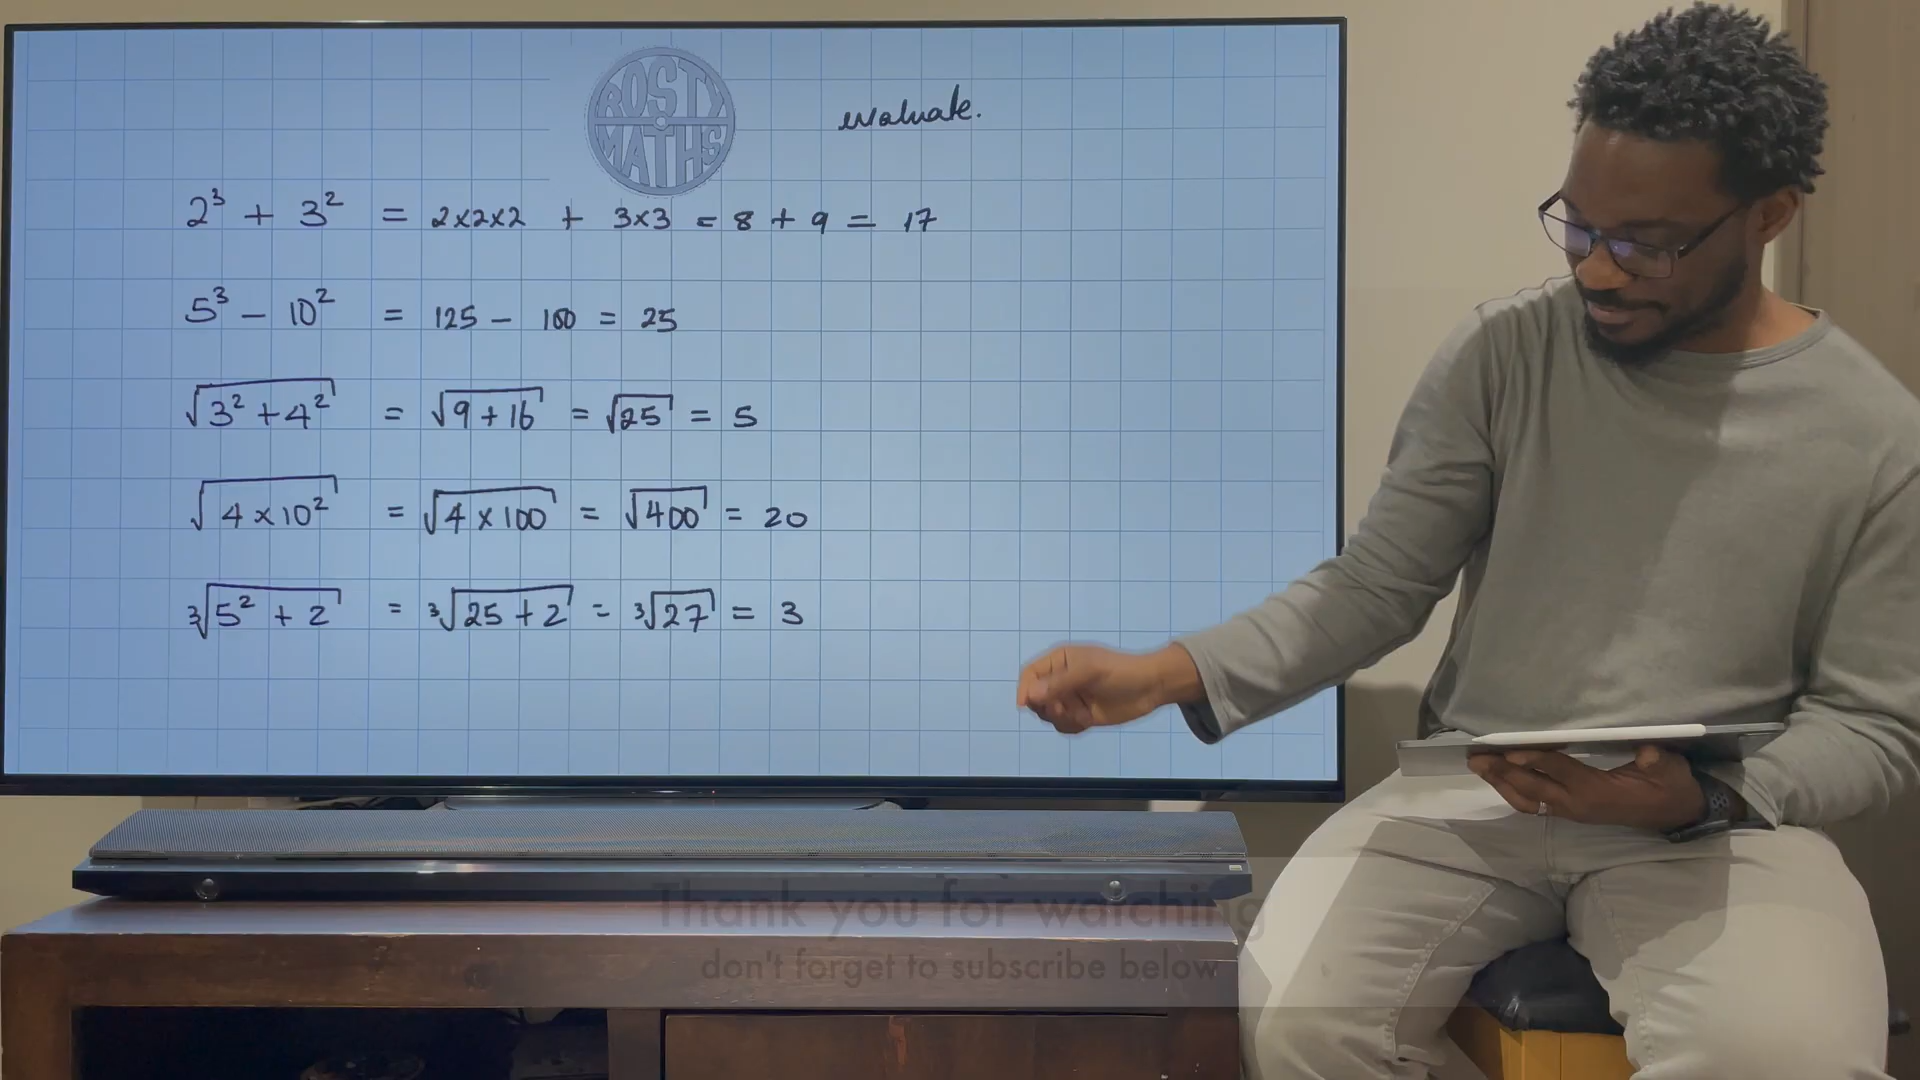 ROSTY
MATHS
evaluate.
2³ + 3² = 2×2×2 + 3×3 = 8 + 9 = 17
5³ − 10² = 125 − 100 = 25
√(3² + 4²) = √(9 + 16) = √25 = 5
√(4 × 10²) = √(4 × 100) = √400 = 20
∛(5² + 2) = ∛(25 + 2) = ∛27 = 3
Thank you for watching
don't forget to subscribe below